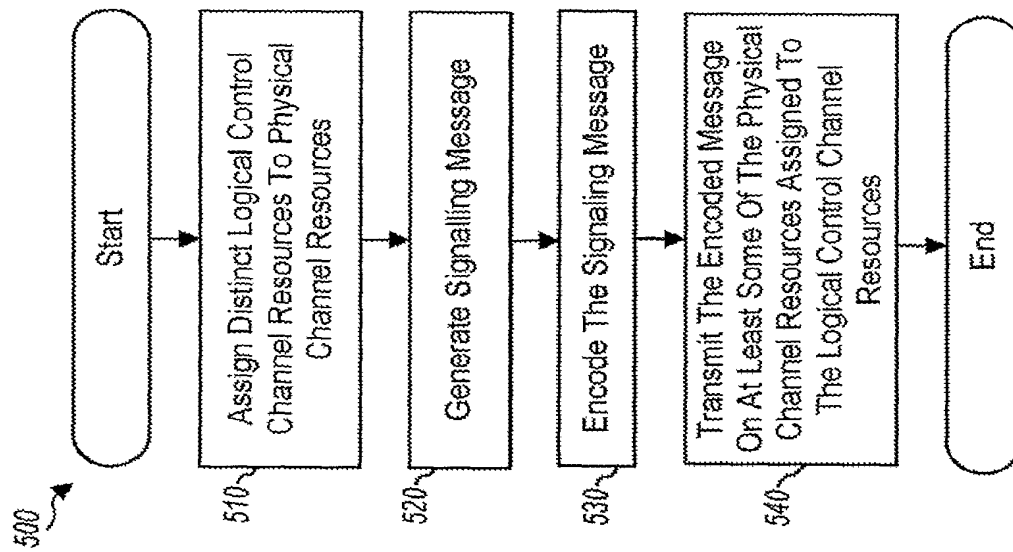 500
Start
510
Assign Distinct Logical Control
Channel Resources To Physical
Channel Resources
520
Generate Signalling Message
530
Encode The Signaling Message
540
Transmit The Encoded Message
On At Least Some Of The Physical
Channel Resources Assigned To
The Logical Control Channel
Resources
End